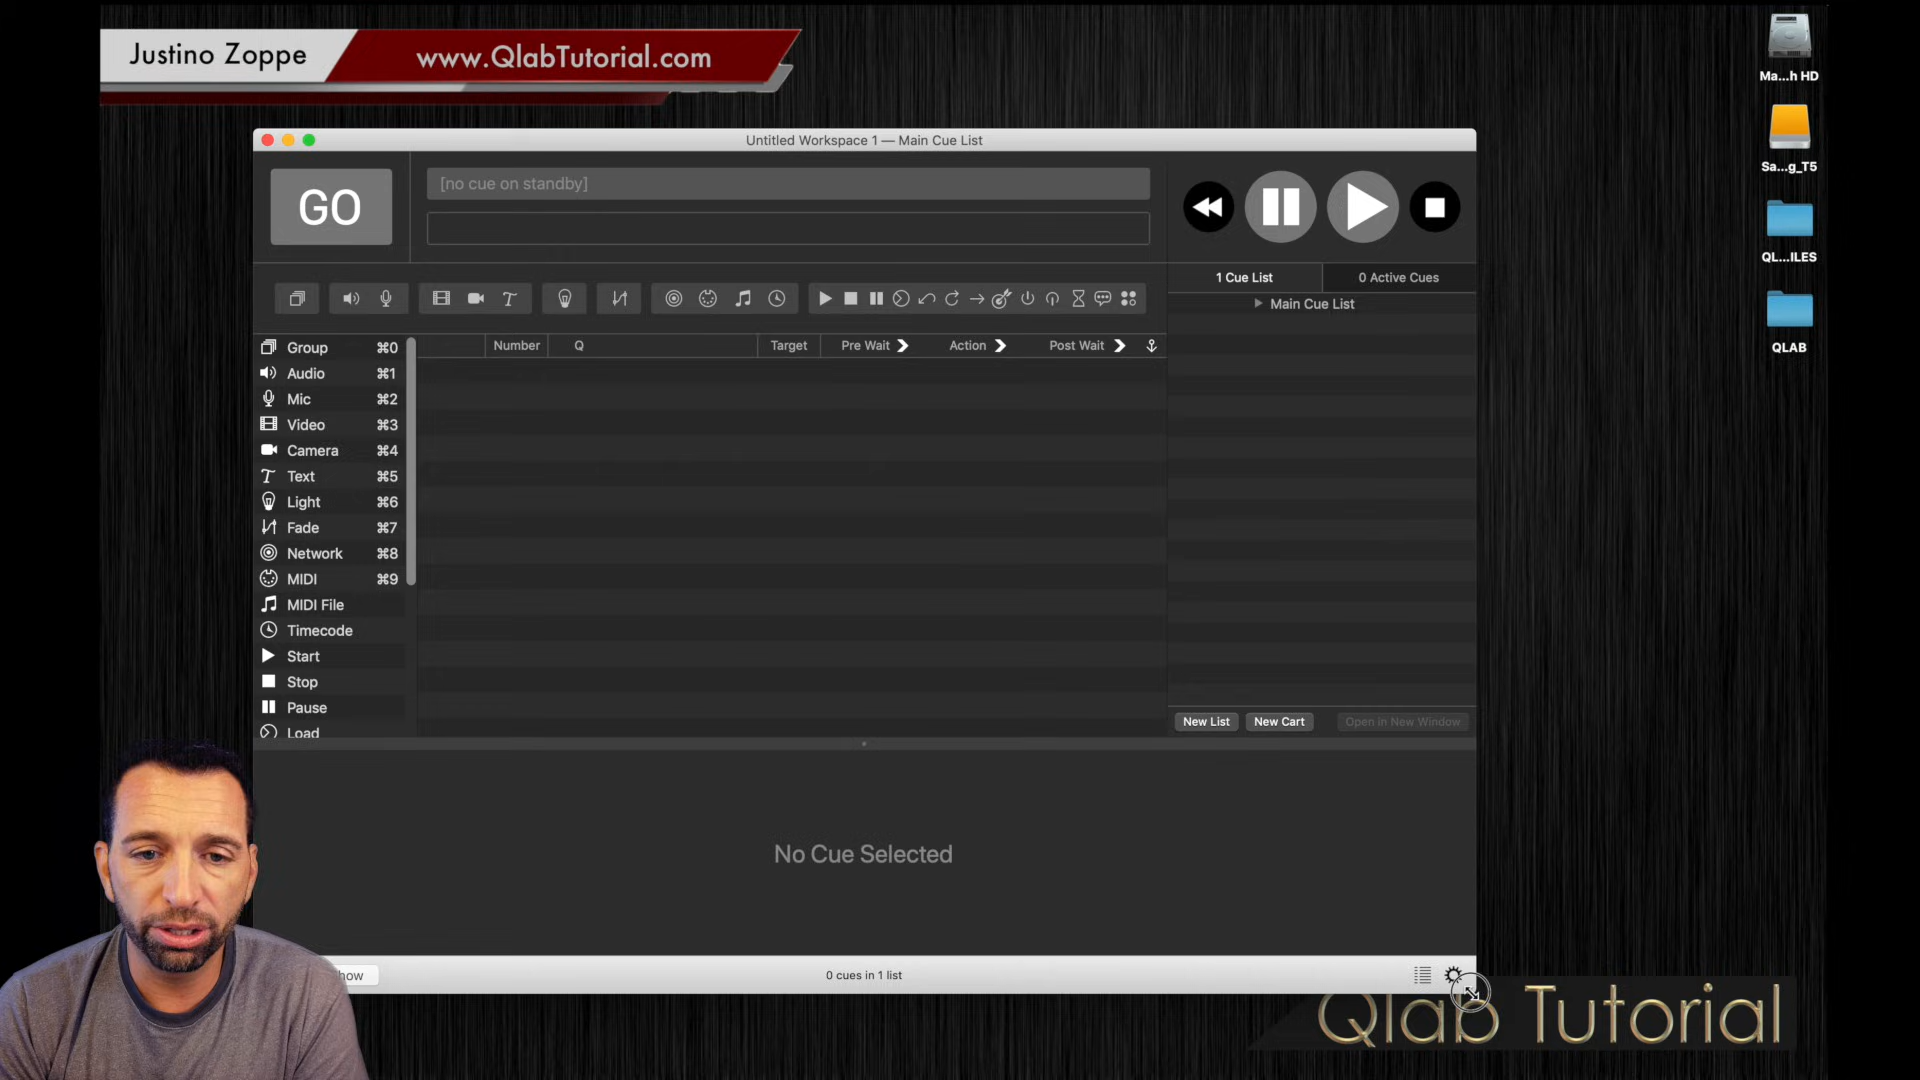 Justino Zoppe
www.QlabTutorial.com
Ma...h HD
Sa...g_T5
QL...ILES
QLAB
Untitled Workspace 1 — Main Cue List
GO
[no cue on standby]
1 Cue List
0 Active Cues
Main Cue List
Number Q Target Pre Wait Action Post Wait
Group ⌘0
Audio ⌘1
Mic ⌘2
Video ⌘3
Camera ⌘4
Text ⌘5
Light ⌘6
Fade ⌘7
Network ⌘8
MIDI ⌘9
MIDI File
Timecode
Start
Stop
Pause
Load
New List
New Cart
Open in New Window
No Cue Selected
0 cues in 1 list
Qlab Tutorial